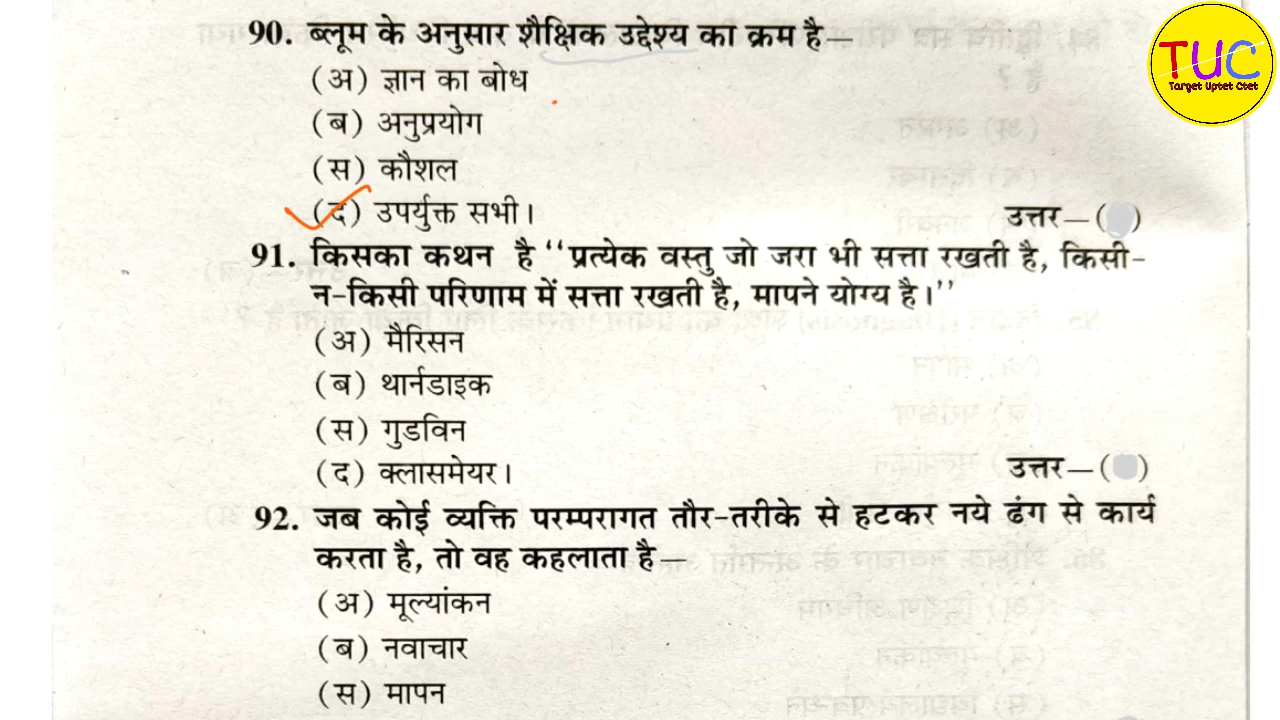 90. ब्लूम के अनुसार शैक्षिक उद्देश्य का क्रम है—
(अ) ज्ञान का बोध
(ब) अनुप्रयोग
(स) कौशल
(द) उपर्युक्त सभी।
उत्तर—( )
91. किसका कथन है "प्रत्येक वस्तु जो जरा भी सत्ता रखती है, किसी-
न-किसी परिणाम में सत्ता रखती है, मापने योग्य है।"
(अ) मैरिसन
(ब) थार्नडाइक
(स) गुडविन
(द) क्लासमेयर।
उत्तर—( )
92. जब कोई व्यक्ति परम्परागत तौर-तरीके से हटकर नये ढंग से कार्य
करता है, तो वह कहलाता है—
(अ) मूल्यांकन
(ब) नवाचार
(स) मापन
TUC
Target Uptet Ctet